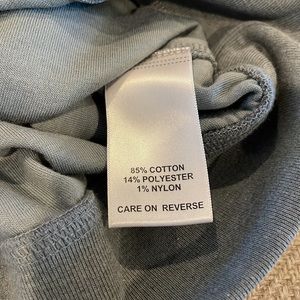 85% COTTON
14% POLYESTER
1% NYLON
CARE ON REVERSE